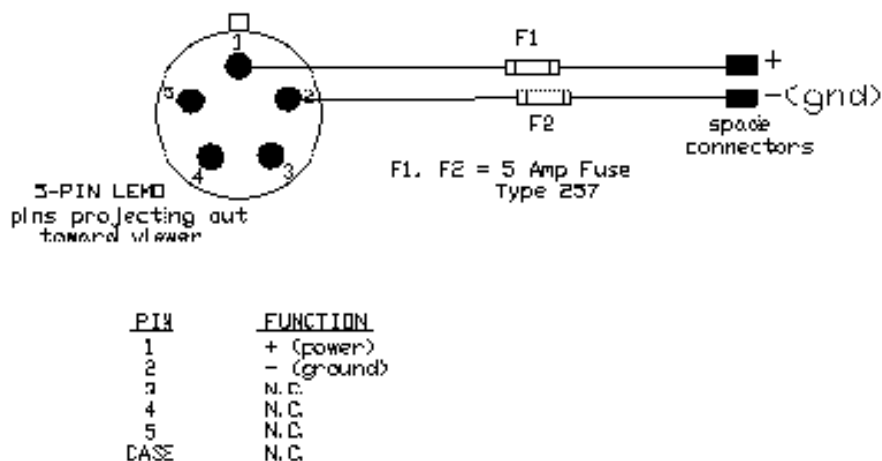 1
F1
+
5
2
-(gnd)
F2
spade
connectors
4
3
F1, F2 = 5 Amp Fuse
Type 257
5-PIN LEMO
pins projecting out
toward viewer
PIN FUNCTION
1 + (power)
2 - (ground)
3 N.C.
4 N.C.
5 N.C.
CASE N.C.